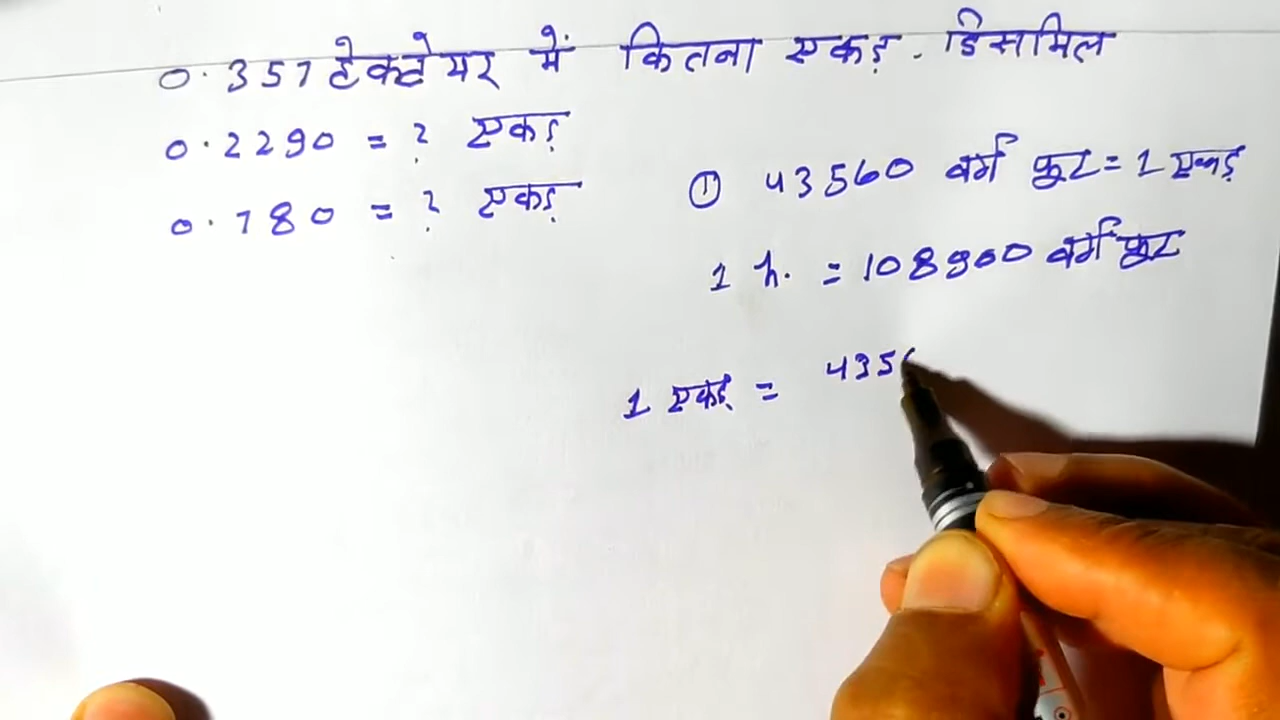 0.357 हेक्टेयर में कितना एकड़. डिसमिल
0.2290 = ? एकड़
0.780 = ? एकड़
① 43560 वर्ग फुट = 1 एकड़
1 h. = 108900 वर्ग फुट
1 एकड़ = 4356